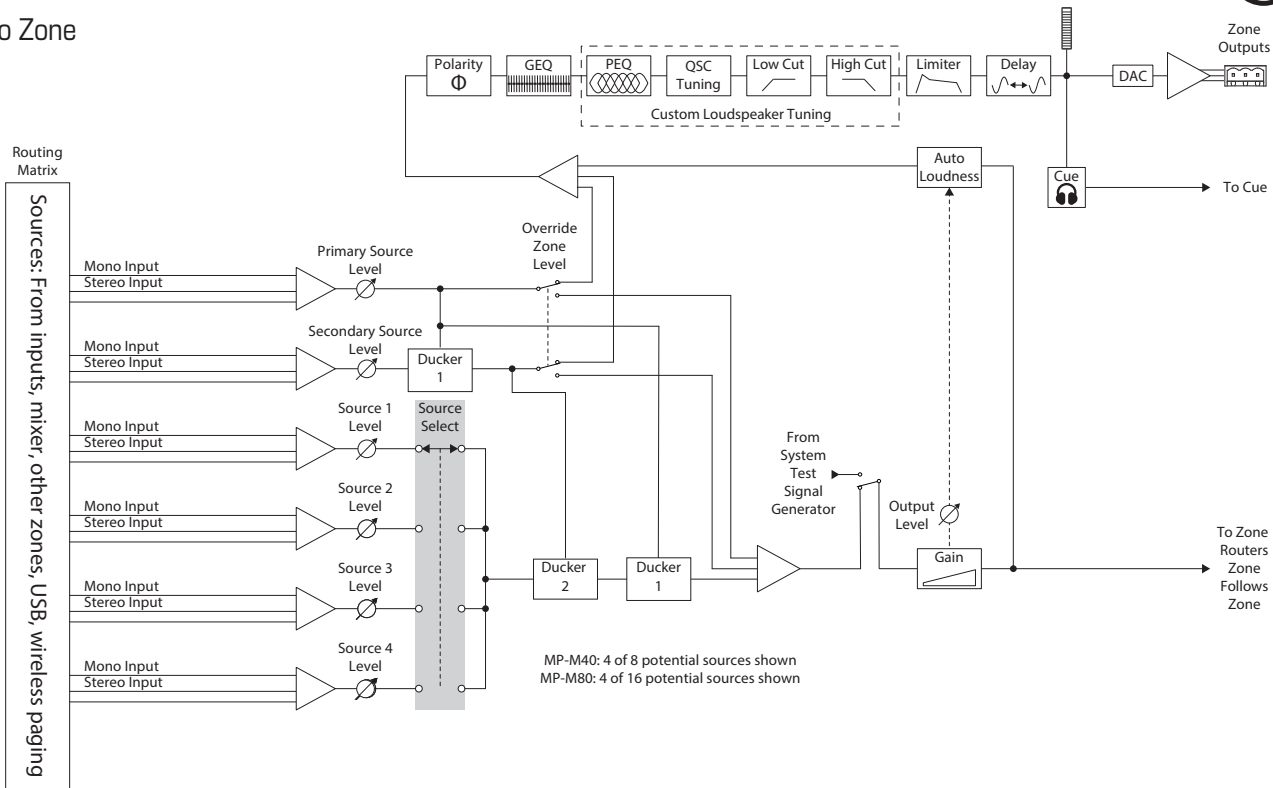 o Zone
Zone
Outputs
Polarity
Φ
GEQ
PEQ
QSC
Tuning
Low Cut
High Cut
Limiter
Delay
DAC
Custom Loudspeaker Tuning
Routing
Matrix
Auto
Loudness
Cue
To Cue
Sources: From inputs, mixer, other zones, USB, wireless paging
Override
Zone
Level
Primary Source
Level
Mono Input
Stereo Input
Secondary Source
Level
Mono Input
Stereo Input
Ducker
1
Source 1
Level
Source
Select
Mono Input
Stereo Input
From
System
Test
Signal
Generator
Source 2
Level
Mono Input
Stereo Input
Output
Level
To Zone
Routers
Zone
Follows
Zone
Source 3
Level
Mono Input
Stereo Input
Ducker
2
Ducker
1
Gain
Source 4
Level
Mono Input
Stereo Input
MP-M40: 4 of 8 potential sources shown
MP-M80: 4 of 16 potential sources shown